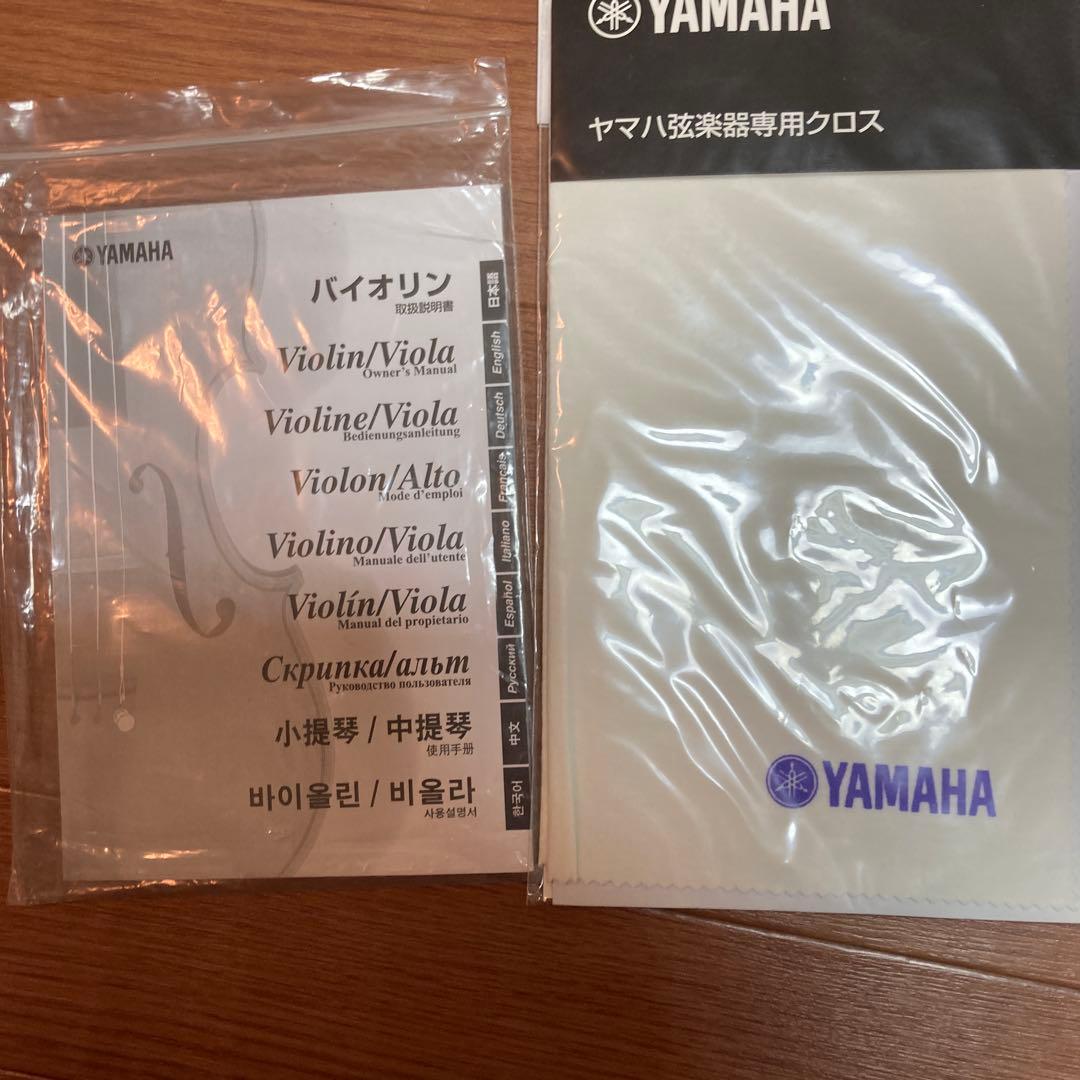 YAMAHA
バイオリン
取扱説明書
日本語
Violin/Viola
Owner's Manual
English
Violine/Viola
Bedienungsanleitung
Deutsch
Violon/Alto
Mode d'emploi
Français
Violino/Viola
Manuale dell'utente
Italiano
Violín/Viola
Manual del propietario
Español
Скрипка/альт
Руководство пользователя
Русский
小提琴 / 中提琴
使用手册
中文
바이올린 / 비올라
사용설명서
한국어
YAMAHA
ヤマハ弦楽器専用クロス
YAMAHA